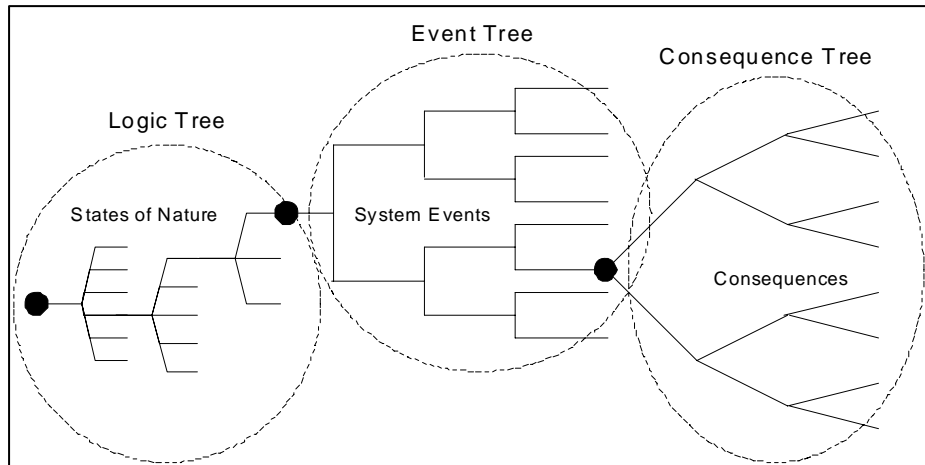 Event Tree
Consequence Tree
Logic Tree
States of Nature
System Events
Consequences